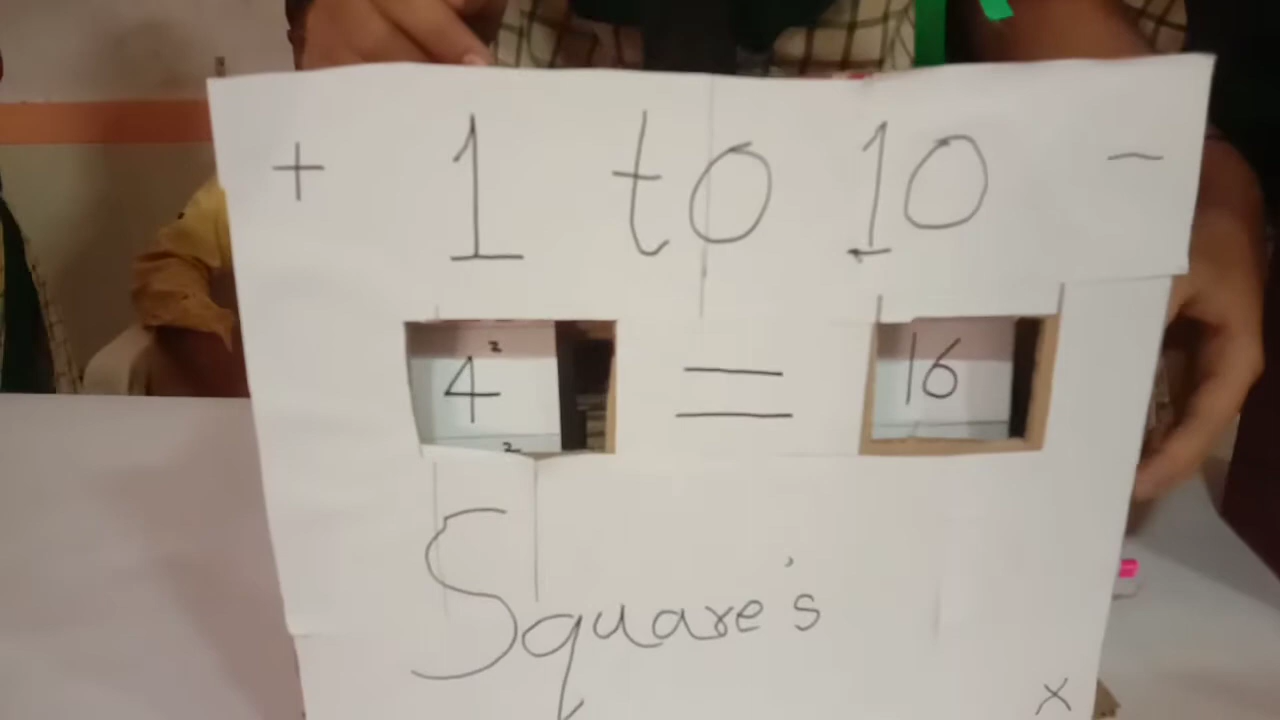 + 1 to 10 -
4² = 16
Square's
×